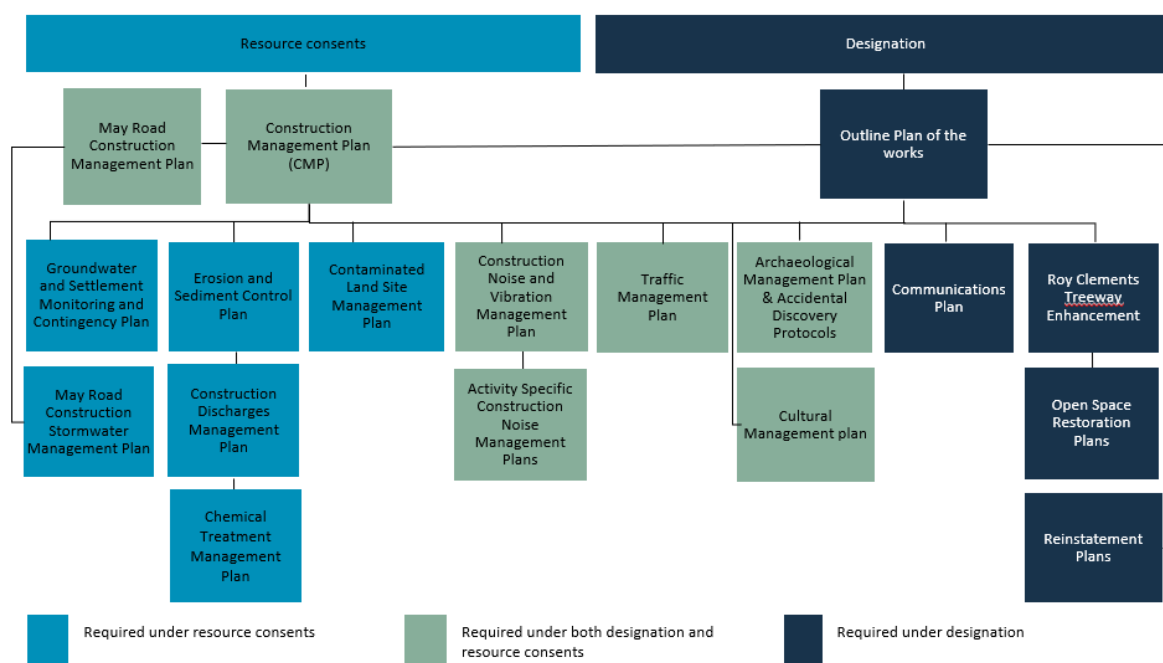 Resource consents
Designation
May Road
Construction
Management Plan
Construction
Management Plan
(CMP)
Outline Plan of the
works
Groundwater
and Settlement
Monitoring and
Contingency Plan
Erosion and
Sediment Control
Plan
Contaminated
Land Site
Management
Plan
Construction
Noise and
Vibration
Management
Plan
Traffic
Management
Plan
Archaeological
Management Plan
& Accidental
Discovery
Protocols
Communications
Plan
Roy Clements
Treeway
Enhancement
May Road
Construction
Stormwater
Management Plan
Construction
Discharges
Management
Plan
Activity Specific
Construction
Noise
Management
Plans
Cultural
Management plan
Open Space
Restoration
Plans
Chemical
Treatment
Management
Plan
Reinstatement
Plans
Required under resource consents
Required under both designation and
resource consents
Required under designation